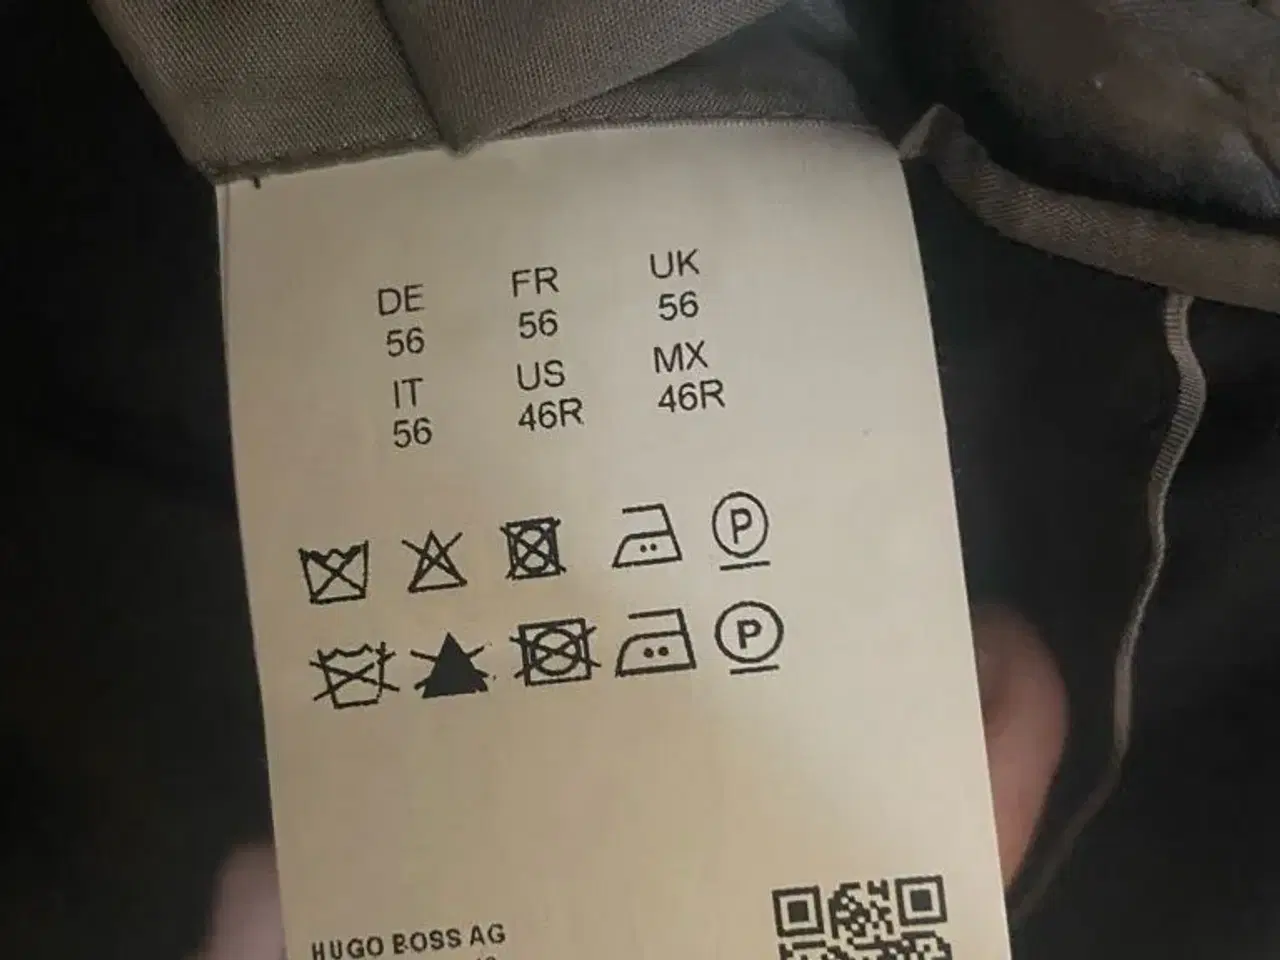 DE FR UK
56 56 56
IT US MX
56 46R 46R
P
P
HUGO BOSS AG